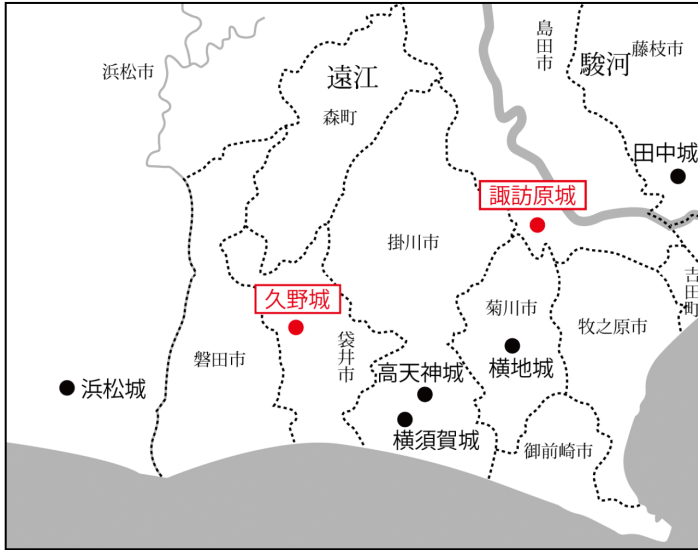 浜松市
遠江
森町
島田市
駿河
藤枝市
田中城
諏訪原城
掛川市
久野城
菊川市
牧之原市
吉田町
磐田市
袋井市
浜松城
高天神城
横地城
横須賀城
御前崎市